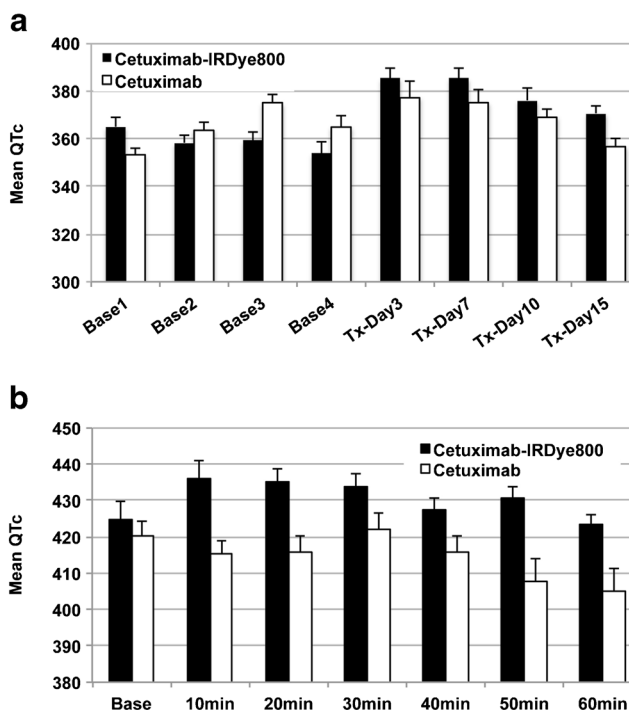 a
400
380
360
340
320
300
Mean QTc
Cetuximab-IRDye800
Cetuximab
Base1
Base2
Base3
Base4
Tx-Day3
Tx-Day7
Tx-Day10
Tx-Day15
b
450
440
430
420
410
400
390
380
Mean QTc
Cetuximab-IRDye800
Cetuximab
Base
10min
20min
30min
40min
50min
60min